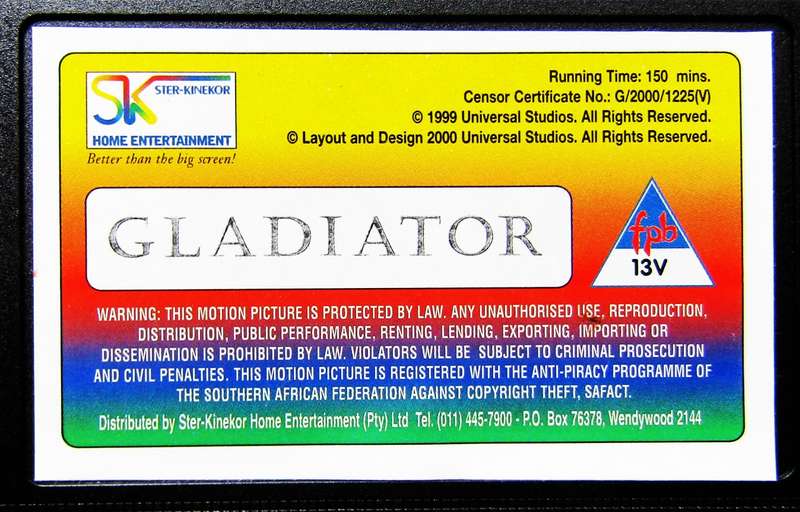 SK STER-KINEKOR
HOME ENTERTAINMENT
Better than the big screen!
Running Time: 150 mins.
Censor Certificate No.: G/2000/1225(V)
© 1999 Universal Studios. All Rights Reserved.
© Layout and Design 2000 Universal Studios. All Rights Reserved.
GLADIATOR
fpb
13V
WARNING: THIS MOTION PICTURE IS PROTECTED BY LAW. ANY UNAUTHORISED USE, REPRODUCTION,
DISTRIBUTION, PUBLIC PERFORMANCE, RENTING, LENDING, EXPORTING, IMPORTING OR
DISSEMINATION IS PROHIBITED BY LAW. VIOLATORS WILL BE SUBJECT TO CRIMINAL PROSECUTION
AND CIVIL PENALTIES. THIS MOTION PICTURE IS REGISTERED WITH THE ANTI-PIRACY PROGRAMME OF
THE SOUTHERN AFRICAN FEDERATION AGAINST COPYRIGHT THEFT, SAFACT.
Distributed by Ster-Kinekor Home Entertainment (Pty) Ltd Tel. (011) 445-7900 - P.O. Box 76378, Wendywood 2144